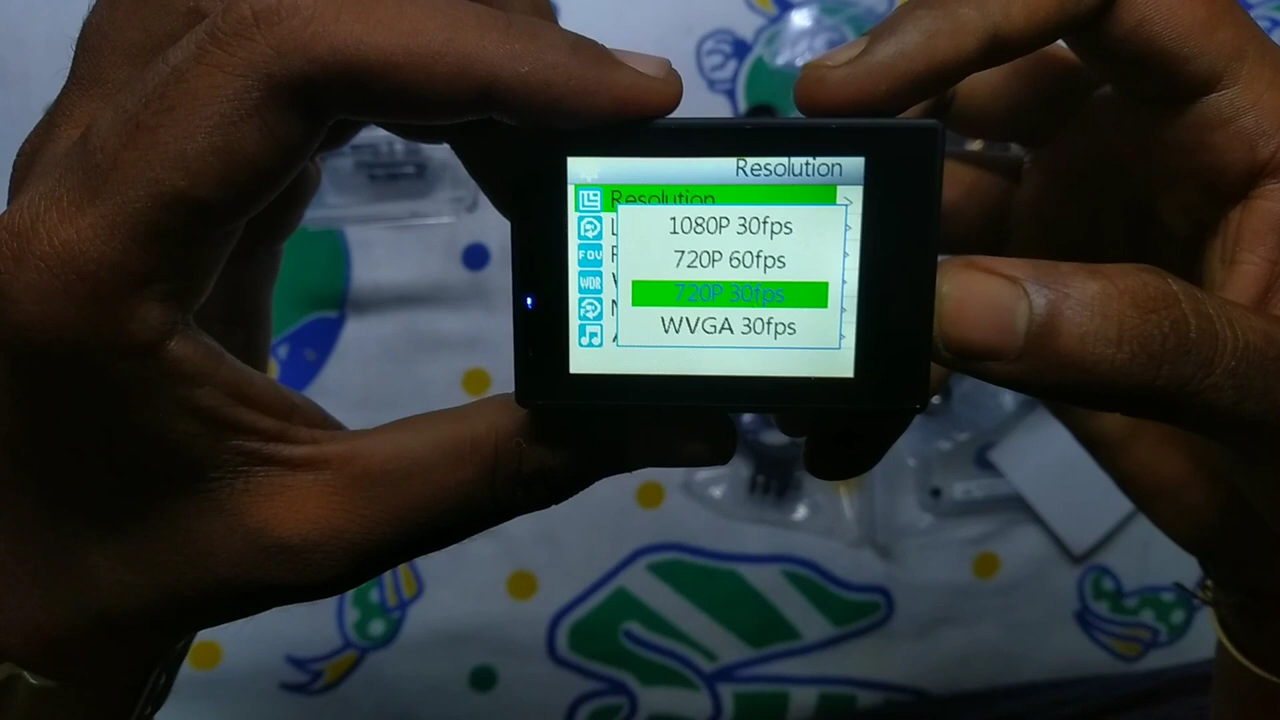 Resolution
Resolution
1080P 30fps
720P 60fps
FOV
720P 30fps
WDR
WVGA 30fps